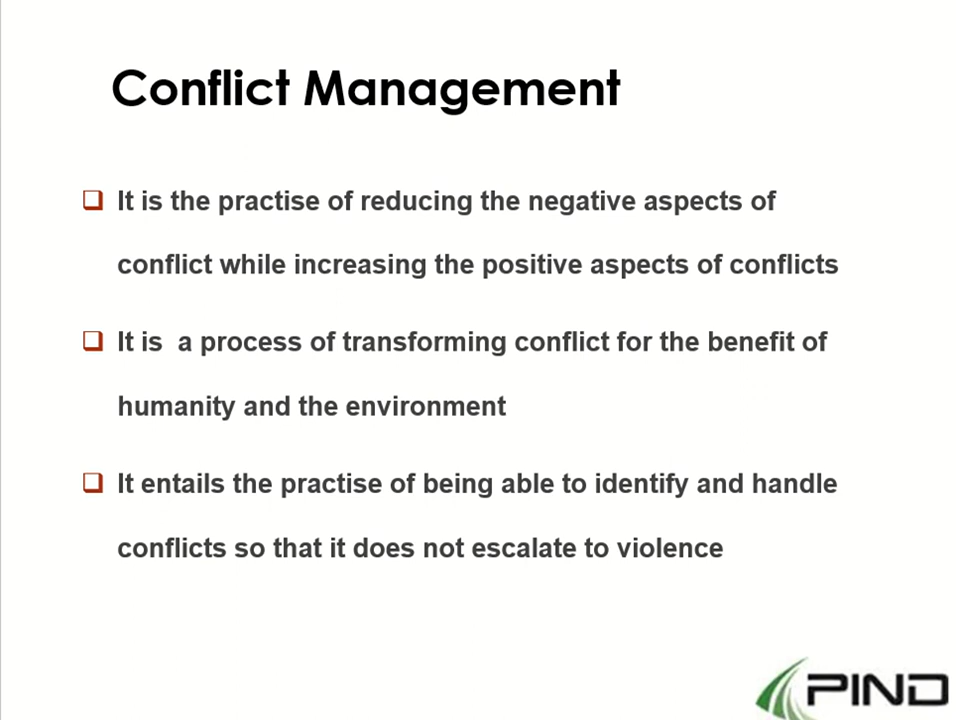 Conflict Management
It is the practise of reducing the negative aspects of
conflict while increasing the positive aspects of conflicts
It is  a process of transforming conflict for the benefit of
humanity and the environment
It entails the practise of being able to identify and handle
conflicts so that it does not escalate to violence
PIND